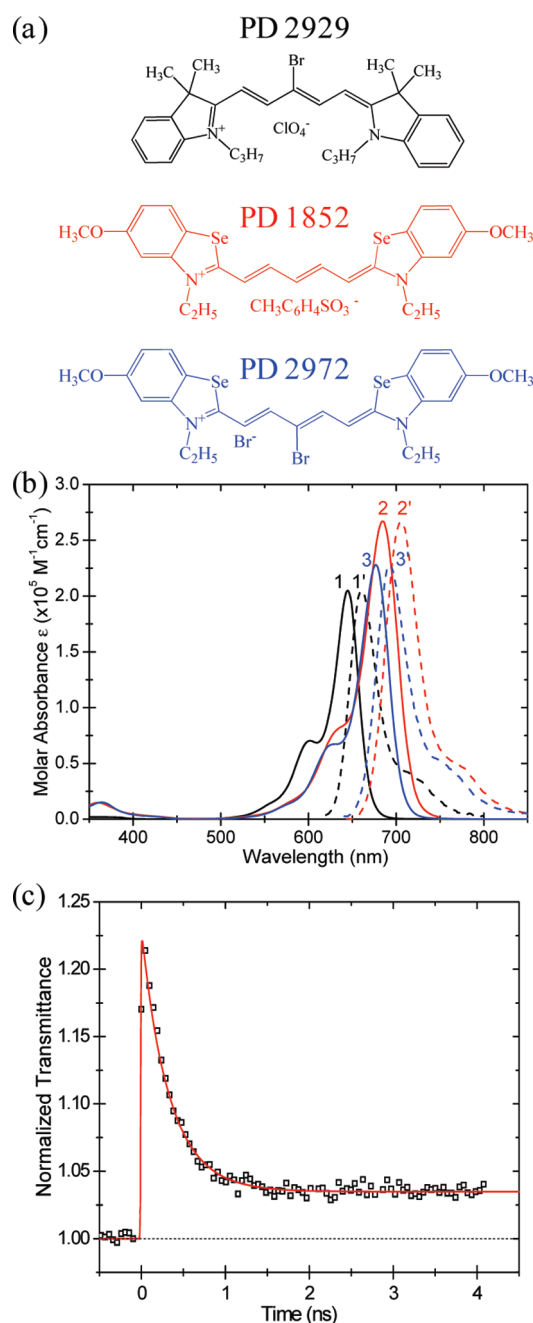 (a)
PD 2929
H₃C CH₃ Br H₃C CH₃
N⁺ ClO₄⁻ N
C₃H₇ C₃H₇
PD 1852
H₃CO Se Se OCH₃
N⁺ N
C₂H₅ CH₃C₆H₄SO₃⁻ C₂H₅
PD 2972
H₃CO Se Se OCH₃
N⁺ N
C₂H₅ Br⁻ Br C₂H₅
(b)
3.0
2.5
2.0
1.5
1.0
0.5
0.0
Molar Absorbance ε (x10⁵ M⁻¹cm⁻¹)
2 2'
3 3'
1 1'
400 500 600 700 800
Wavelength (nm)
(c)
1.25
1.20
1.15
1.10
1.05
1.00
Normalized Transmittance
0 1 2 3 4
Time (ns)